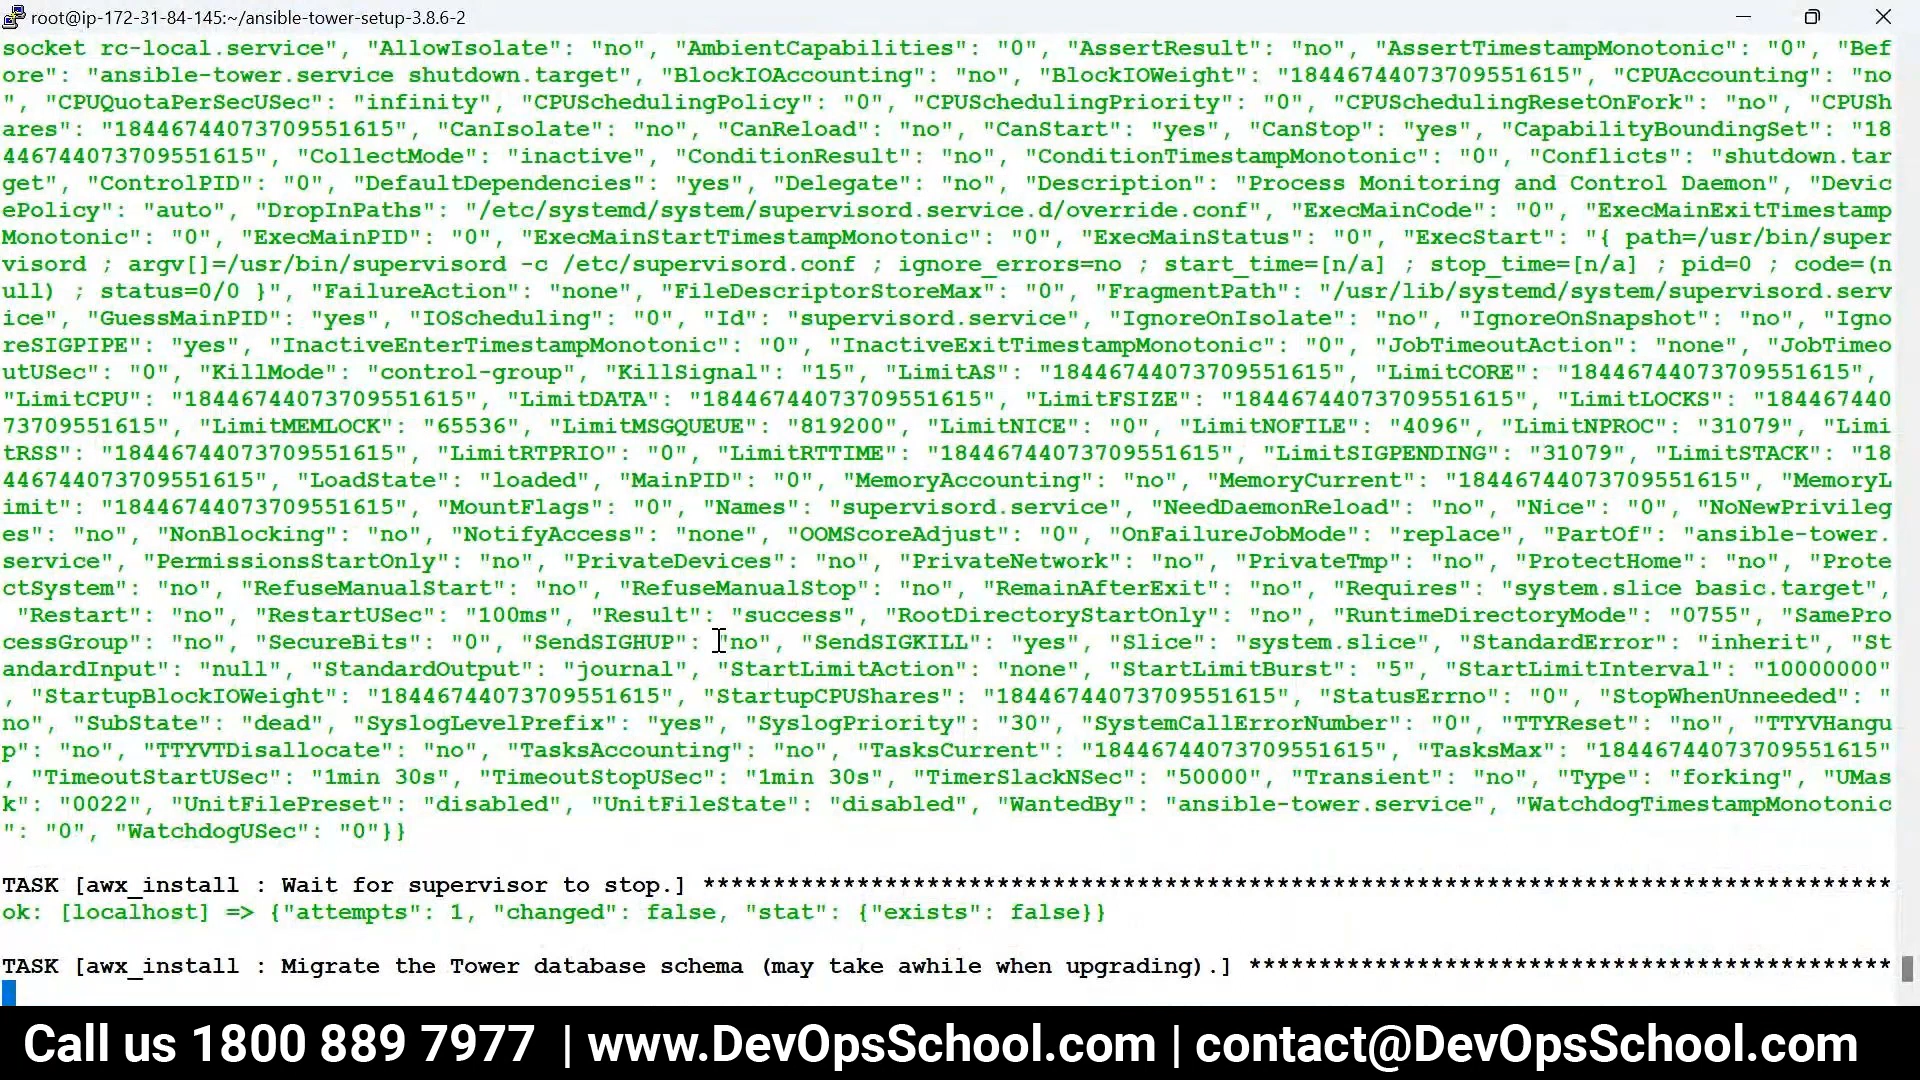 root@ip-172-31-84-145:~/ansible-tower-setup-3.8.6-2
socket rc-local.service", "AllowIsolate": "no", "AmbientCapabilities": "0", "AssertResult": "no", "AssertTimestampMonotonic": "0", "Bef
ore": "ansible-tower.service shutdown.target", "BlockIOAccounting": "no", "BlockIOWeight": "18446744073709551615", "CPUAccounting": "no
", "CPUQuotaPerSecUSec": "infinity", "CPUSchedulingPolicy": "0", "CPUSchedulingPriority": "0", "CPUSchedulingResetOnFork": "no", "CPUSh
ares": "18446744073709551615", "CanIsolate": "no", "CanReload": "no", "CanStart": "yes", "CanStop": "yes", "CapabilityBoundingSet": "18
446744073709551615", "CollectMode": "inactive", "ConditionResult": "no", "ConditionTimestampMonotonic": "0", "Conflicts": "shutdown.tar
get", "ControlPID": "0", "DefaultDependencies": "yes", "Delegate": "no", "Description": "Process Monitoring and Control Daemon", "Devic
ePolicy": "auto", "DropInPaths": "/etc/systemd/system/supervisord.service.d/override.conf", "ExecMainCode": "0", "ExecMainExitTimestamp
Monotonic": "0", "ExecMainPID": "0", "ExecMainStartTimestampMonotonic": "0", "ExecMainStatus": "0", "ExecStart": "{ path=/usr/bin/super
visord ; argv[]=/usr/bin/supervisord -c /etc/supervisord.conf ; ignore_errors=no ; start_time=[n/a] ; stop_time=[n/a] ; pid=0 ; code=(n
ull) ; status=0/0 }", "FailureAction": "none", "FileDescriptorStoreMax": "0", "FragmentPath": "/usr/lib/systemd/system/supervisord.serv
ice", "GuessMainPID": "yes", "IOScheduling": "0", "Id": "supervisord.service", "IgnoreOnIsolate": "no", "IgnoreOnSnapshot": "no", "Igno
reSIGPIPE": "yes", "InactiveEnterTimestampMonotonic": "0", "InactiveExitTimestampMonotonic": "0", "JobTimeoutAction": "none", "JobTimeo
utUSec": "0", "KillMode": "control-group", "KillSignal": "15", "LimitAS": "18446744073709551615", "LimitCORE": "18446744073709551615",
"LimitCPU": "18446744073709551615", "LimitDATA": "18446744073709551615", "LimitFSIZE": "18446744073709551615", "LimitLOCKS": "184467440
73709551615", "LimitMEMLOCK": "65536", "LimitMSGQUEUE": "819200", "LimitNICE": "0", "LimitNOFILE": "4096", "LimitNPROC": "31079", "Limi
tRSS": "18446744073709551615", "LimitRTPRIO": "0", "LimitRTTIME": "18446744073709551615", "LimitSIGPENDING": "31079", "LimitSTACK": "18
446744073709551615", "LoadState": "loaded", "MainPID": "0", "MemoryAccounting": "no", "MemoryCurrent": "18446744073709551615", "MemoryL
imit": "18446744073709551615", "MountFlags": "0", "Names": "supervisord.service", "NeedDaemonReload": "no", "Nice": "0", "NoNewPrivileg
es": "no", "NonBlocking": "no", "NotifyAccess": "none", "OOMScoreAdjust": "0", "OnFailureJobMode": "replace", "PartOf": "ansible-tower.
service", "PermissionsStartOnly": "no", "PrivateDevices": "no", "PrivateNetwork": "no", "PrivateTmp": "no", "ProtectHome": "no", "Prote
ctSystem": "no", "RefuseManualStart": "no", "RefuseManualStop": "no", "RemainAfterExit": "no", "Requires": "system.slice basic.target",
"Restart": "no", "RestartUSec": "100ms", "Result": "success", "RootDirectoryStartOnly": "no", "RuntimeDirectoryMode": "0755", "SamePro
cessGroup": "no", "SecureBits": "0", "SendSIGHUP": "no", "SendSIGKILL": "yes", "Slice": "system.slice", "StandardError": "inherit", "St
andardInput": "null", "StandardOutput": "journal", "StartLimitAction": "none", "StartLimitBurst": "5", "StartLimitInterval": "10000000"
, "StartupBlockIOWeight": "18446744073709551615", "StartupCPUShares": "18446744073709551615", "StatusErrno": "0", "StopWhenUnneeded": "
no", "SubState": "dead", "SyslogLevelPrefix": "yes", "SyslogPriority": "30", "SystemCallErrorNumber": "0", "TTYReset": "no", "TTYVHangu
p": "no", "TTYVTDisallocate": "no", "TasksAccounting": "no", "TasksCurrent": "18446744073709551615", "TasksMax": "18446744073709551615"
, "TimeoutStartUSec": "1min 30s", "TimeoutStopUSec": "1min 30s", "TimerSlackNSec": "50000", "Transient": "no", "Type": "forking", "UMas
k": "0022", "UnitFilePreset": "disabled", "UnitFileState": "disabled", "WantedBy": "ansible-tower.service", "WatchdogTimestampMonotonic
": "0", "WatchdogUSec": "0"}}
TASK [awx_install : Wait for supervisor to stop.] *************************************************************************************
ok: [localhost] => {"attempts": 1, "changed": false, "stat": {"exists": false}}
TASK [awx_install : Migrate the Tower database schema (may take awhile when upgrading).] **********************************************
Call us 1800 889 7977 | www.DevOpsSchool.com | contact@DevOpsSchool.com